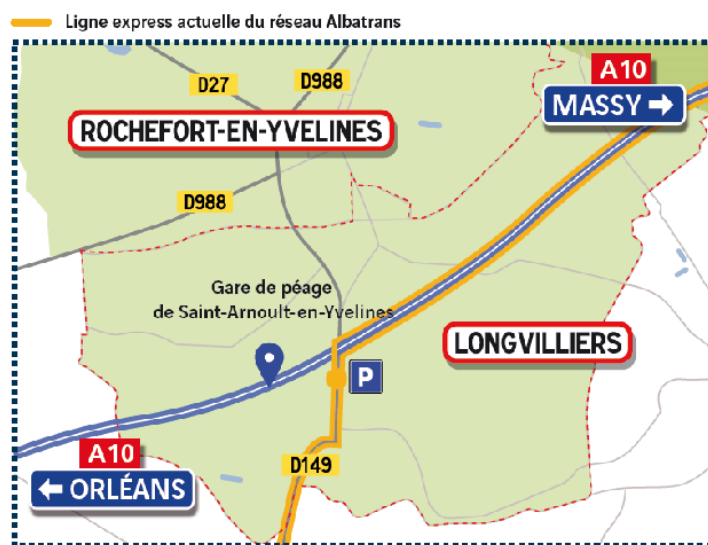 Ligne express actuelle du réseau Albatrans
A10
MASSY →
D27
D988
ROCHEFORT-EN-YVELINES
D988
Gare de péage
de Saint-Arnoult-en-Yvelines
LONGVILLIERS
P
A10
← ORLÉANS
D149